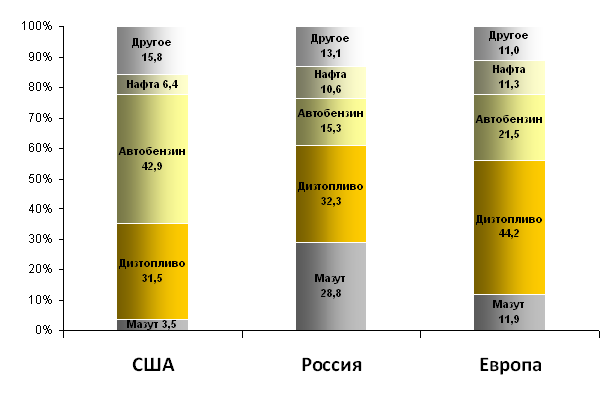 100%
90%
80%
70%
60%
50%
40%
30%
20%
10%
0%
Другое
15,8
Нафта 6,4
Автобензин
42,9
Дизтопливо
31,5
Мазут 3,5
Другое
13,1
Нафта
10,6
Автобензин
15,3
Дизтопливо
32,3
Мазут
28,8
Другое
11,0
Нафта
11,3
Автобензин
21,5
Дизтопливо
44,2
Мазут
11,9
США
Россия
Европа